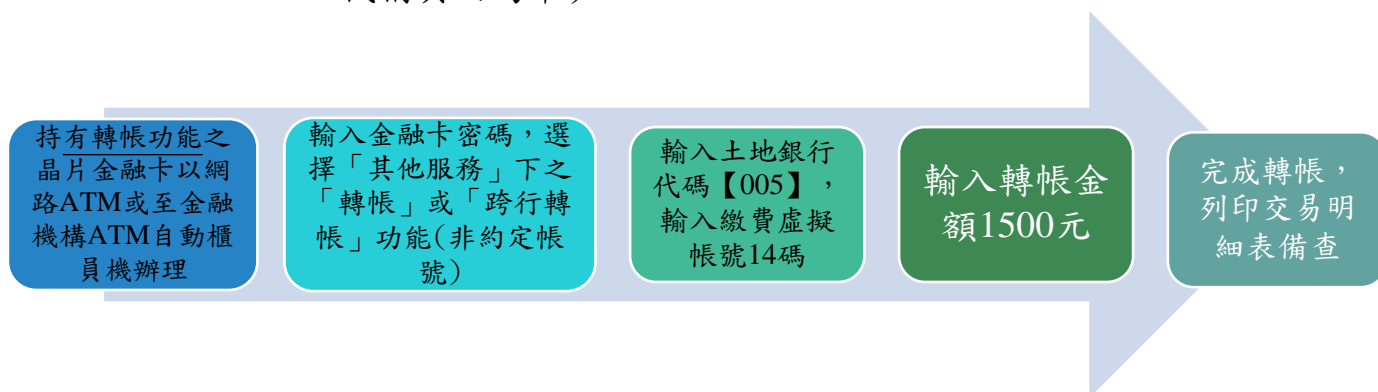 持有轉帳功能之
晶片金融卡以網
路ATM或至金融
機構ATM自動櫃
員機辦理
輸入金融卡密碼，選
擇「其他服務」下之
「轉帳」或「跨行轉
帳」功能(非約定帳
號)
輸入土地銀行
代碼【005】，
輸入繳費虛擬
帳號14碼
輸入轉帳金
額1500元
完成轉帳，
列印交易明
細表備查